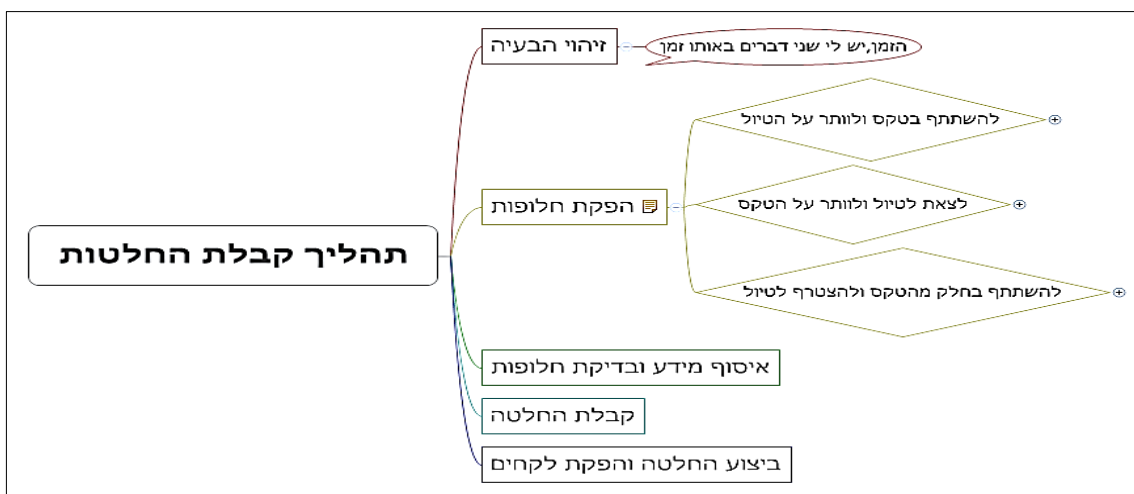 תהליך קבלת החלטות
זיהוי הבעיה
הזמן,יש לי שני דברים באותו זמן
הפקת חלופות
להשתתף בטקס ולוותר על הטיול
לצאת לטיול ולוותר על הטקס
להשתתף בחלק מהטקס ולהצטרף לטיול
איסוף מידע ובדיקת חלופות
קבלת החלטה
ביצוע החלטה והפקת לקחים